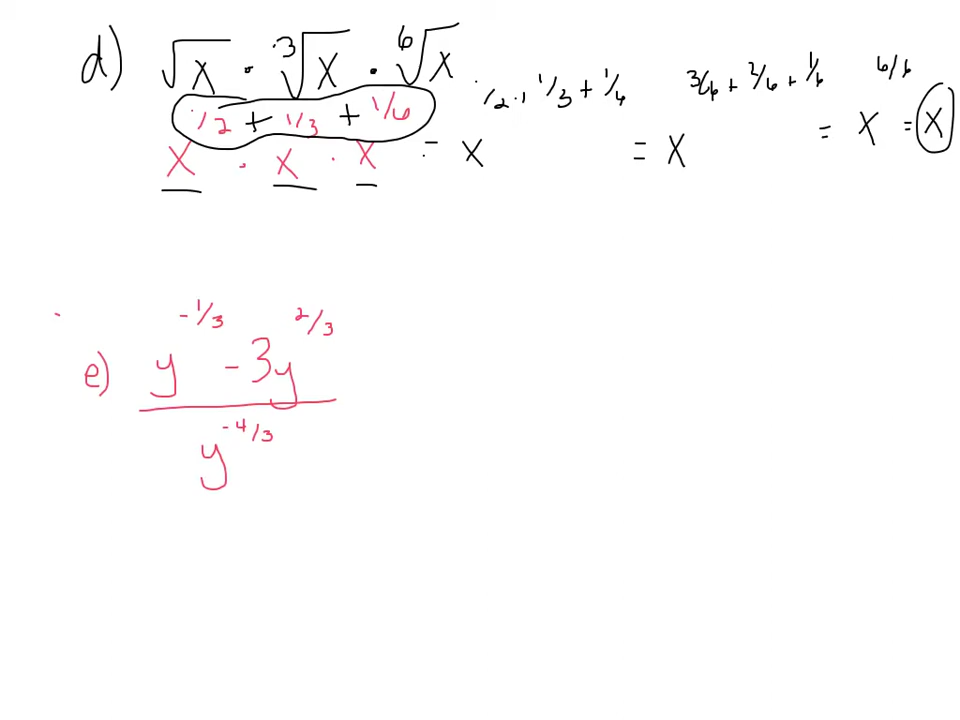 d) √x · ³√x · ⁶√x
x^1/2 · x^1/3 · x^1/6 = x^1/2+1/3+1/6 = x^3/6+2/6+1/6 = x^6/6 = x
e) y^-1/3 - 3y^2/3
y^-4/3